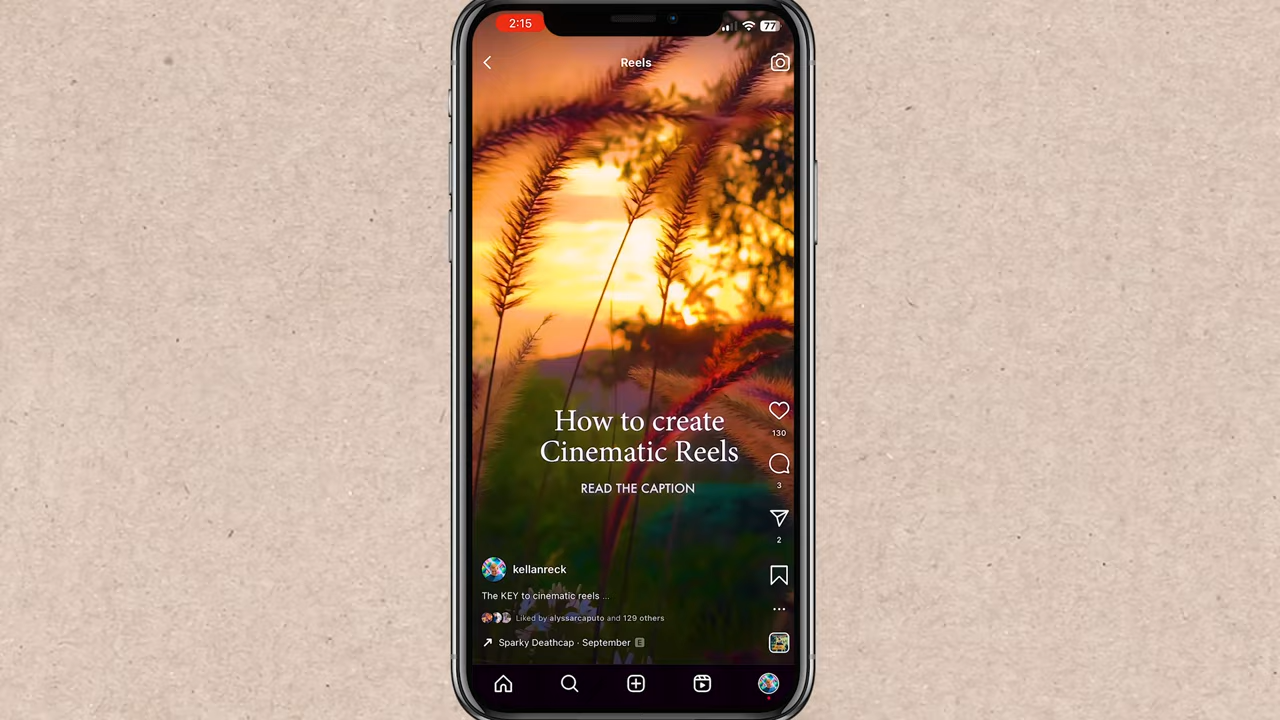 2:15
77
Reels
How to create
Cinematic Reels
READ THE CAPTION
130
3
2
kellanreck
The KEY to cinematic reels ...
Liked by alyssarcaputo and 129 others
Sparky Deathcap · September E